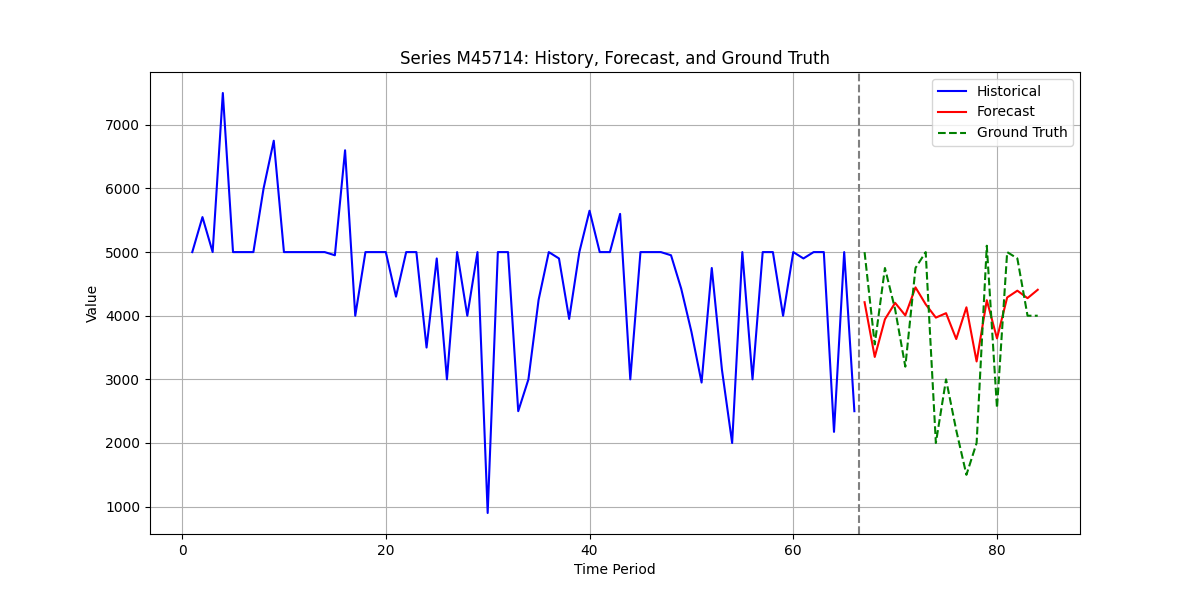 Series M45714: History, Forecast, and Ground Truth
Historical
Forecast
Ground Truth
7000
6000
5000
4000
3000
2000
1000
Value
0
20
40
60
80
Time Period